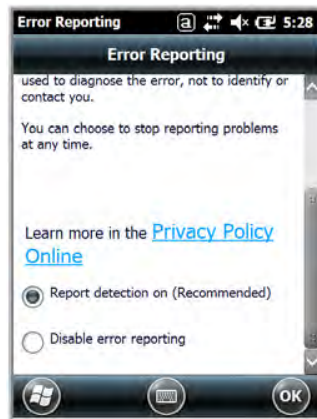 Error Reporting a 5:28
Error Reporting
used to diagnose the error, not to identify or
contact you.
You can choose to stop reporting problems
at any time.
Learn more in the Privacy Policy
Online
Report detection on (Recommended)
Disable error reporting
OK